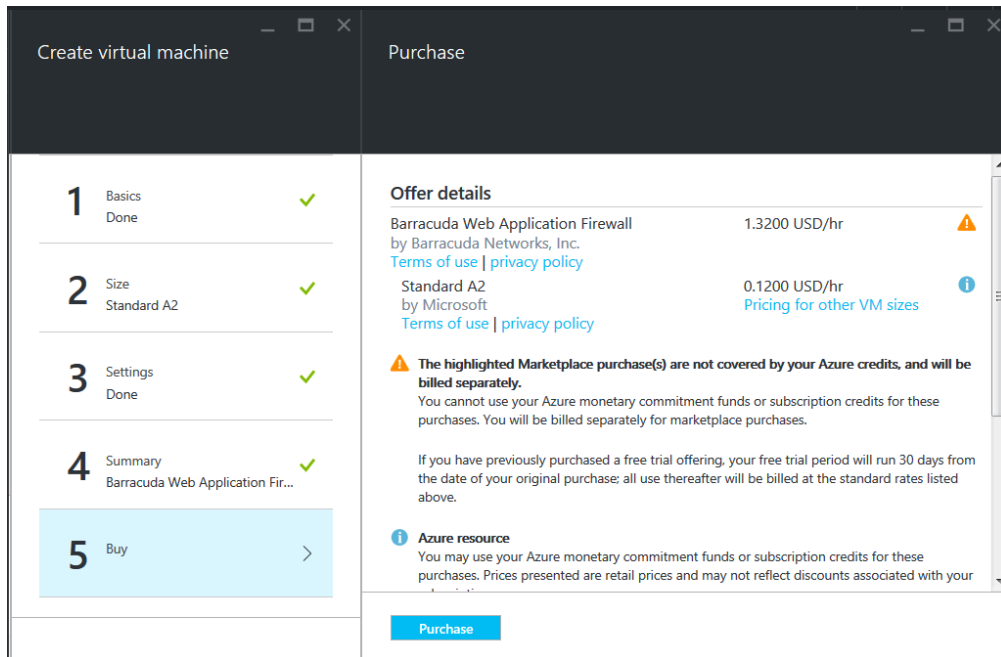 Create virtual machine
Purchase
1
Basics
Done
2
Size
Standard A2
3
Settings
Done
4
Summary
Barracuda Web Application Fir...
5
Buy
Offer details
Barracuda Web Application Firewall 1.3200 USD/hr
by Barracuda Networks, Inc.
Terms of use | privacy policy
Standard A2 0.1200 USD/hr
by Microsoft Pricing for other VM sizes
Terms of use | privacy policy
The highlighted Marketplace purchase(s) are not covered by your Azure credits, and will be
billed separately.
You cannot use your Azure monetary commitment funds or subscription credits for these
purchases. You will be billed separately for marketplace purchases.
If you have previously purchased a free trial offering, your free trial period will run 30 days from
the date of your original purchase; all use thereafter will be billed at the standard rates listed
above.
Azure resource
You may use your Azure monetary commitment funds or subscription credits for these
purchases. Prices presented are retail prices and may not reflect discounts associated with your
Purchase